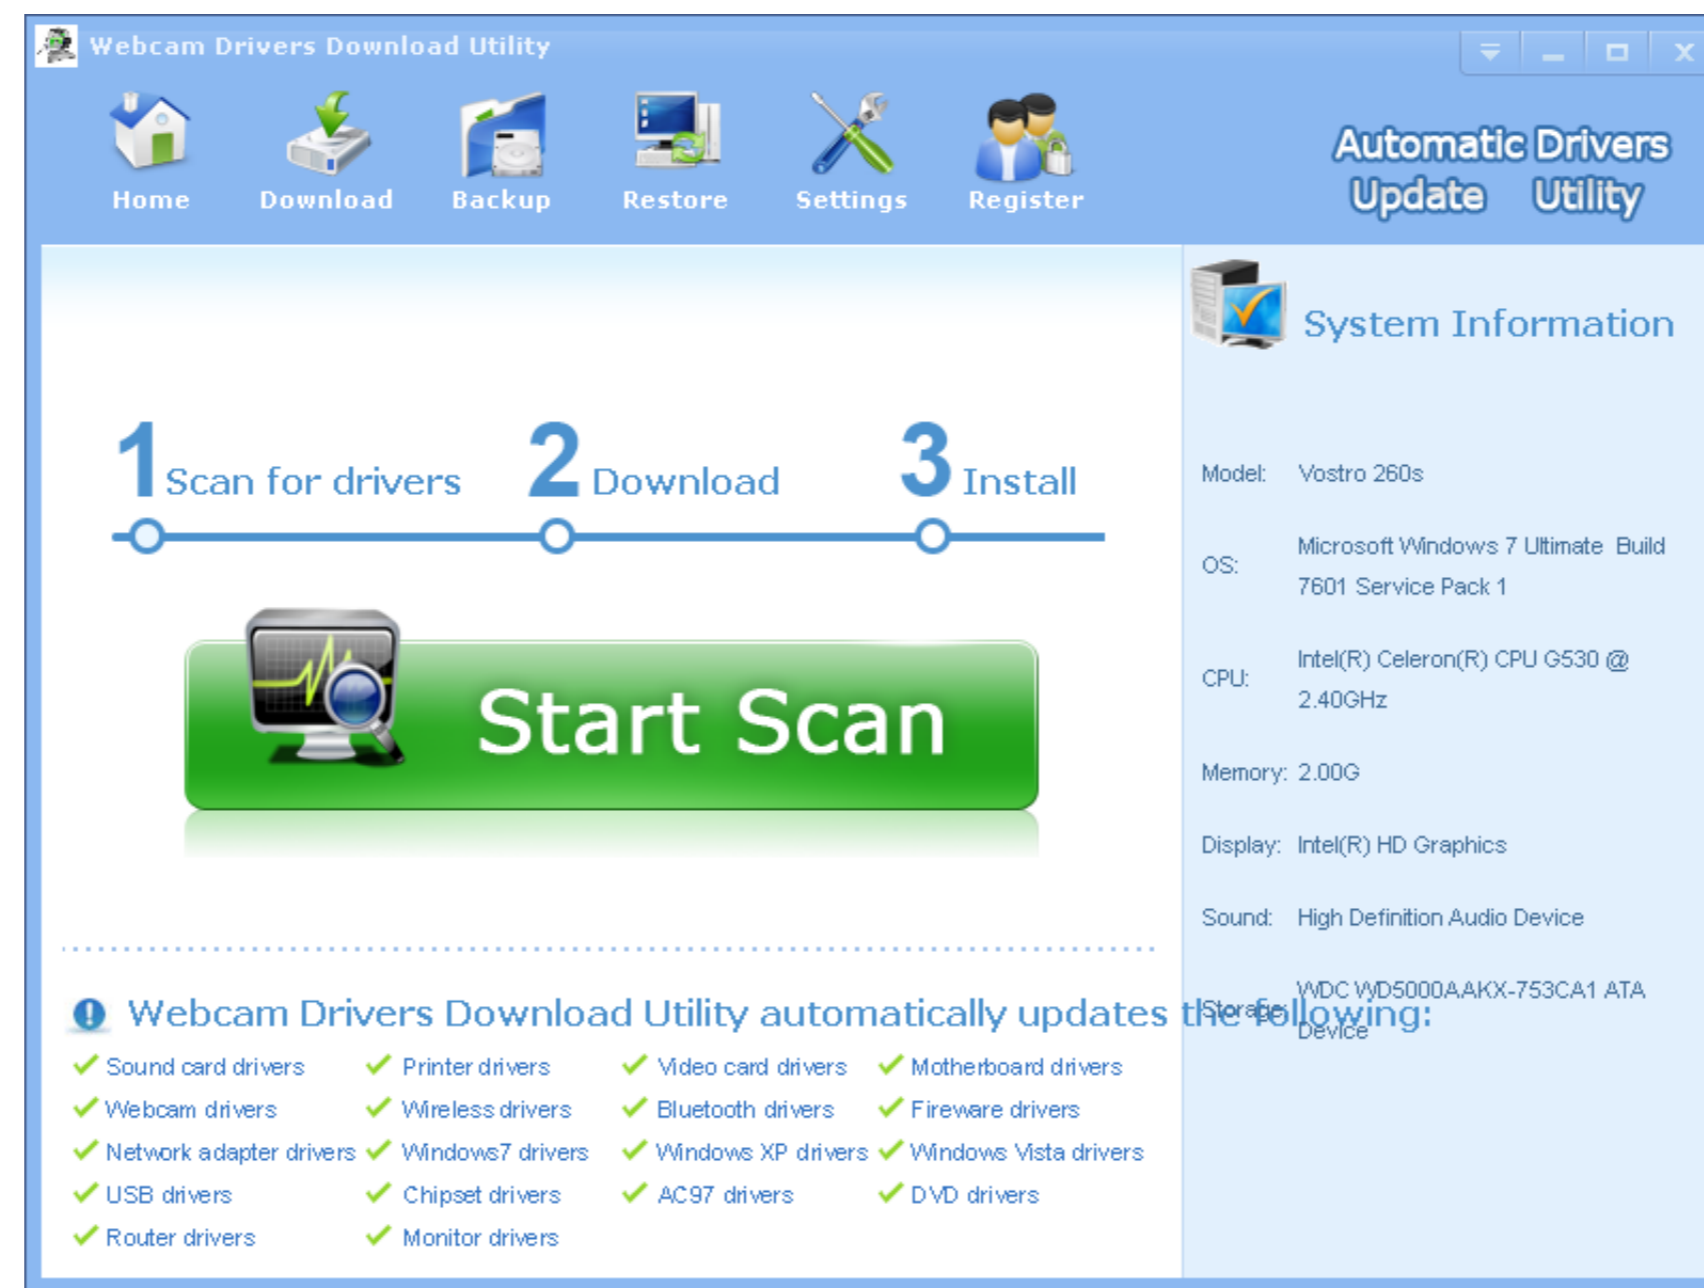 Webcam Drivers Download Utility
Home Download Backup Restore Settings Register
Automatic Drivers
Update Utility
1 Scan for drivers 2 Download 3 Install
Start Scan
System Information
Model: Vostro 260s
OS: Microsoft Windows 7 Ultimate Build
7601 Service Pack 1
CPU: Intel(R) Celeron(R) CPU G530 @
2.40GHz
Memory: 2.00G
Display: Intel(R) HD Graphics
Sound: High Definition Audio Device
Storage: WDC WD5000AAKX-753CA1 ATA
Device
Webcam Drivers Download Utility automatically updates the following:
Sound card drivers Printer drivers Video card drivers Motherboard drivers
Webcam drivers Wireless drivers Bluetooth drivers Fireware drivers
Network adapter drivers Windows7 drivers Windows XP drivers Windows Vista drivers
USB drivers Chipset drivers AC97 drivers DVD drivers
Router drivers Monitor drivers